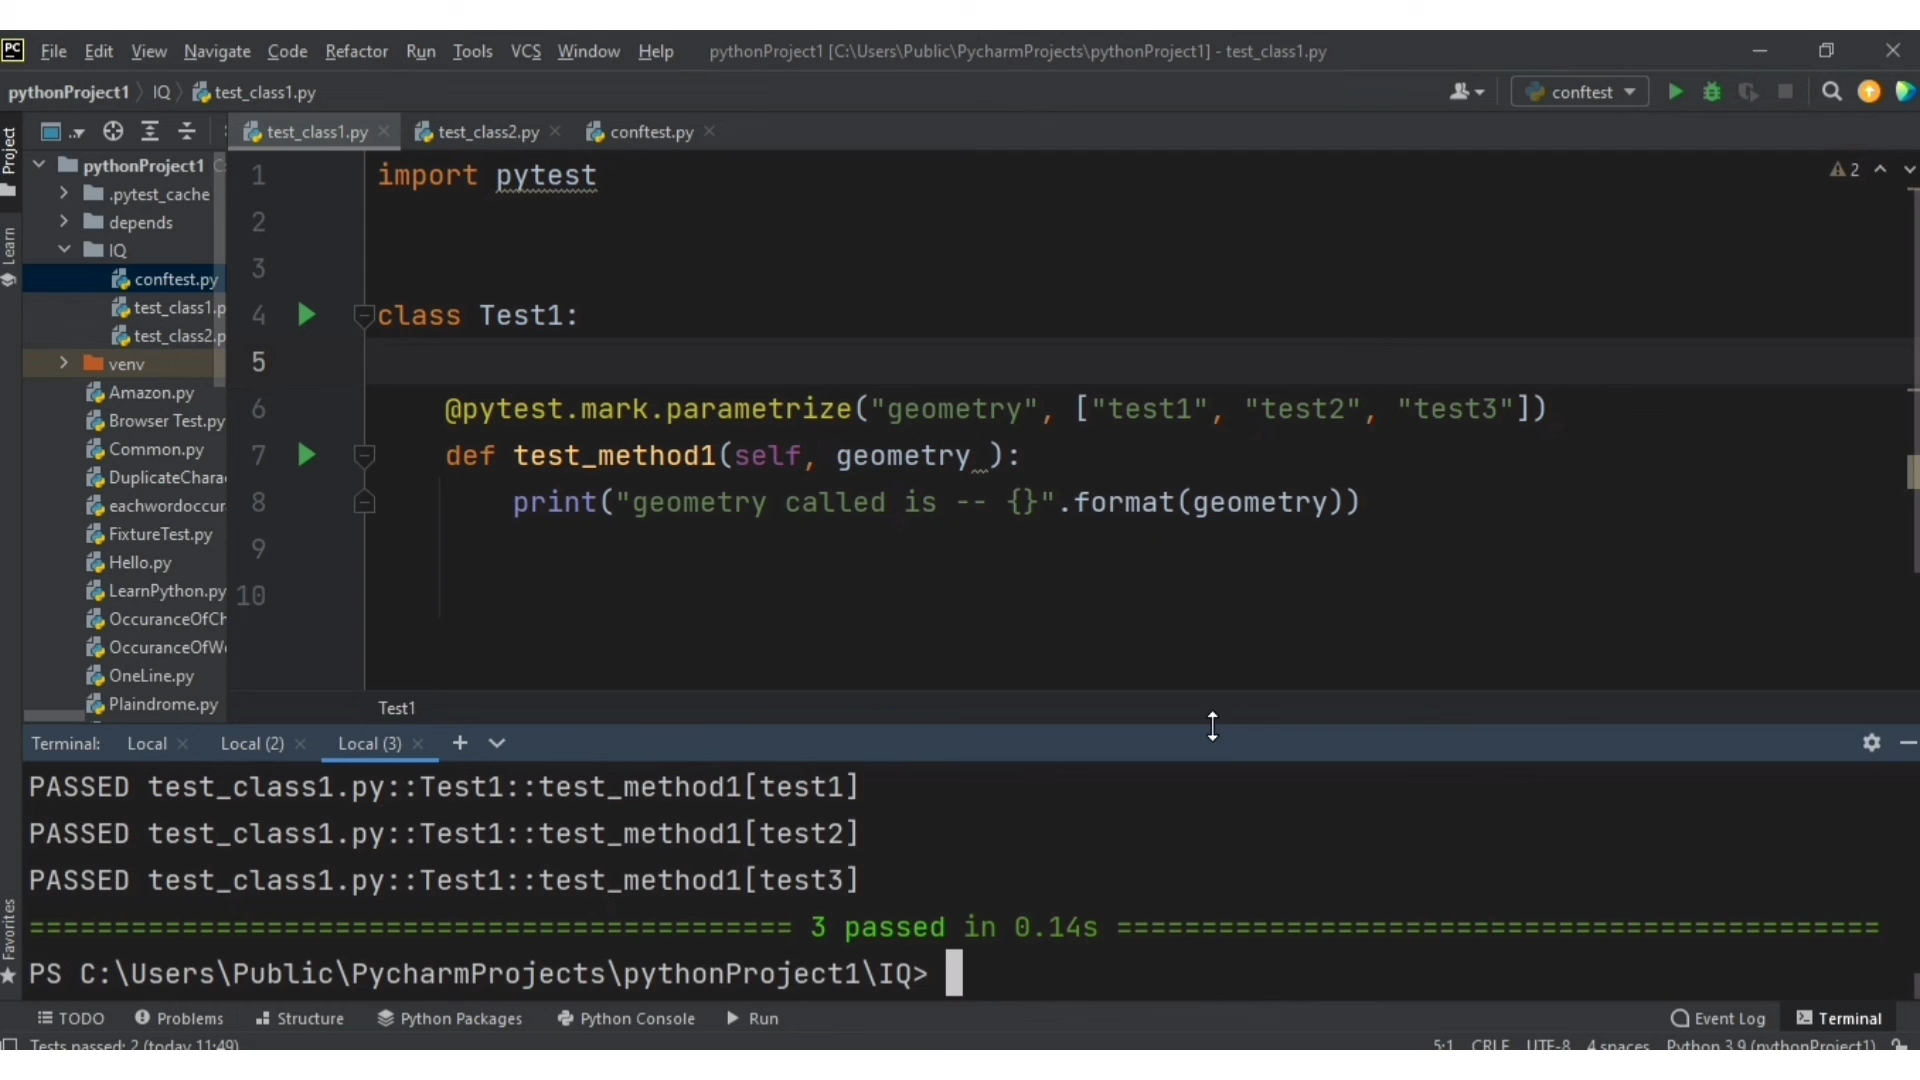 PC File Edit View Navigate Code Refactor Run Tools VCS Window Help pythonProject1 [C:\Users\Public\PycharmProjects\pythonProject1] - test_class1.py
pythonProject1 IQ test_class1.py conftest
test_class1.py test_class2.py conftest.py
Project
Learn
Favorites
pythonProject1
.pytest_cache
depends
IQ
conftest.py
test_class1.p
test_class2.p
venv
Amazon.py
Browser Test.py
Common.py
DuplicateChara
eachwordoccur
FixtureTest.py
Hello.py
LearnPython.py
OccuranceOfCh
OccuranceOfWo
OneLine.py
Plaindrome.py
2
1 import pytest
2
3
4 class Test1:
5
6 @pytest.mark.parametrize("geometry", ["test1", "test2", "test3"])
7 def test_method1(self, geometry ):
8 print("geometry called is -- {}".format(geometry))
9
10
Test1
Terminal: Local Local (2) Local (3)
PASSED test_class1.py::Test1::test_method1[test1]
PASSED test_class1.py::Test1::test_method1[test2]
PASSED test_class1.py::Test1::test_method1[test3]
============================================= 3 passed in 0.14s =============================================
PS C:\Users\Public\PycharmProjects\pythonProject1\IQ>
TODO Problems Structure Python Packages Python Console Run Event Log Terminal
Tests passed: 2 (today 11:49) 5:1 CRLF UTF-8 4 spaces Python 3.9 (pythonProject1)